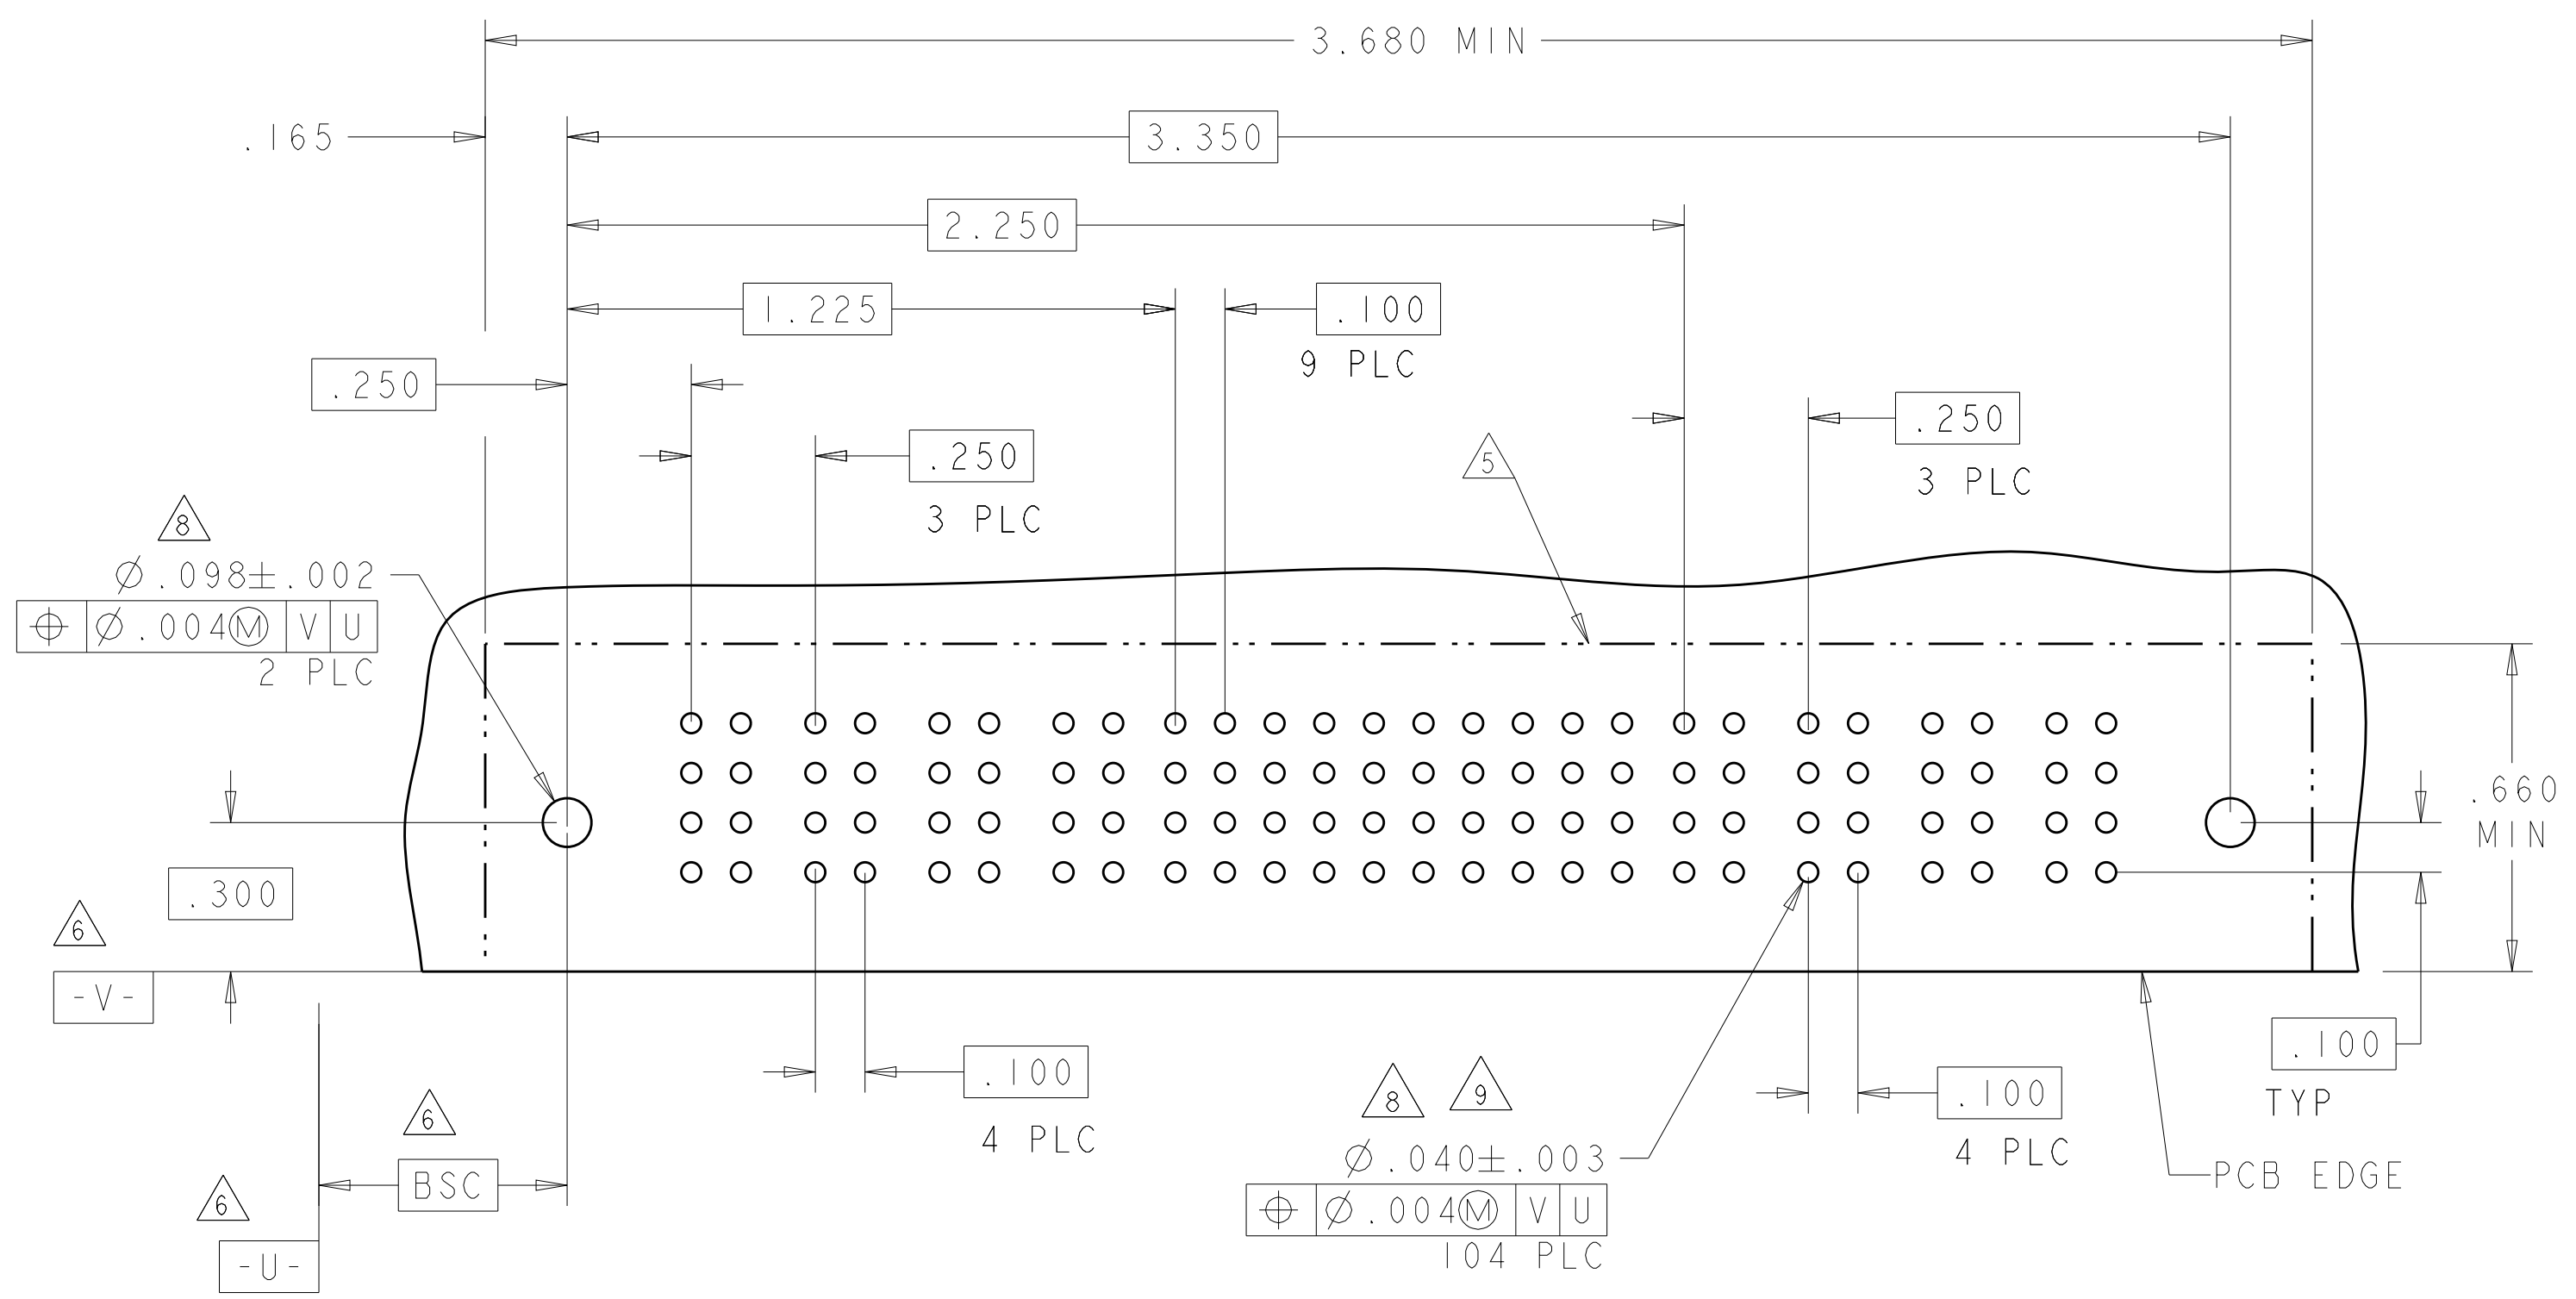 3.680 MIN
.165
3.350
2.250
1.225
.100
9 PLC
.250
.250
3 PLC
.250
3 PLC
5
8
Ø.098±.002
⌖ Ø.004Ⓜ V U
2 PLC
.660
MIN
.300
6
-V-
.100
TYP
.100
4 PLC
8 9
Ø.040±.003
⌖ Ø.004Ⓜ V U
104 PLC
.100
4 PLC
PCB EDGE
6
BSC
6
-U-